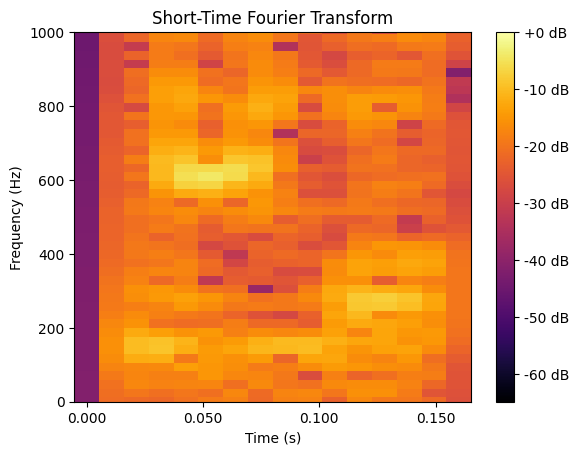 Short-Time Fourier Transform
1000
800
600
400
200
0
Frequency (Hz)
0.000
0.050
0.100
0.150
Time (s)
+0 dB
-10 dB
-20 dB
-30 dB
-40 dB
-50 dB
-60 dB